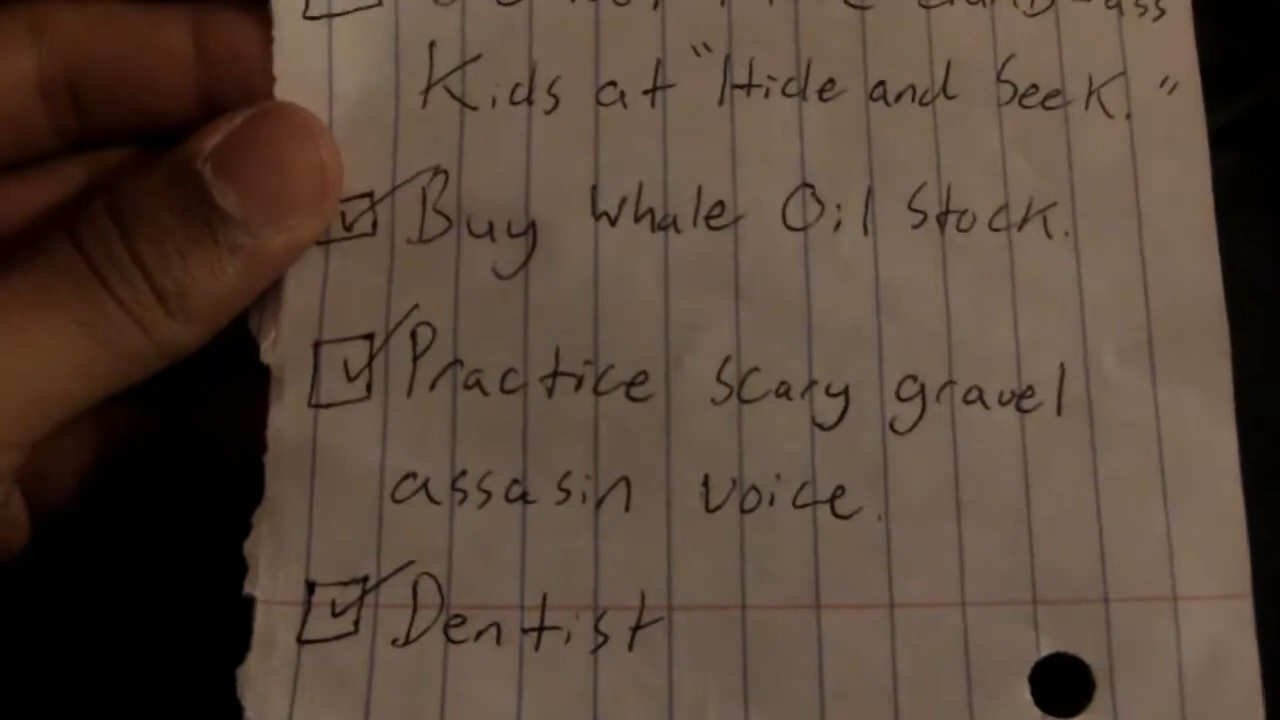 Kids at "Hide and Seek."
Buy Whale Oil Stock.
Practice scary gravel
assasin voice.
Dentist